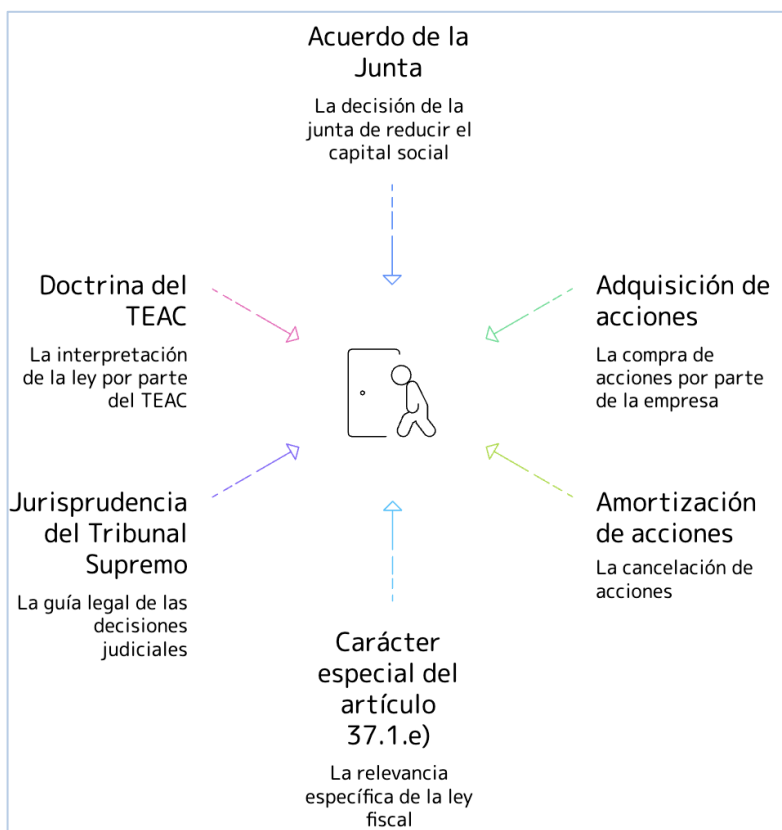 Acuerdo de la
Junta
La decisión de la
junta de reducir el
capital social
Doctrina del
TEAC
La interpretación
de la ley por parte
del TEAC
Adquisición de
acciones
La compra de
acciones por parte
de la empresa
Jurisprudencia
del Tribunal
Supremo
La guía legal de las
decisiones
judiciales
Amortización
de acciones
La cancelación de
acciones
Carácter
especial del
artículo
37.1.e)
La relevancia
específica de la ley
fiscal